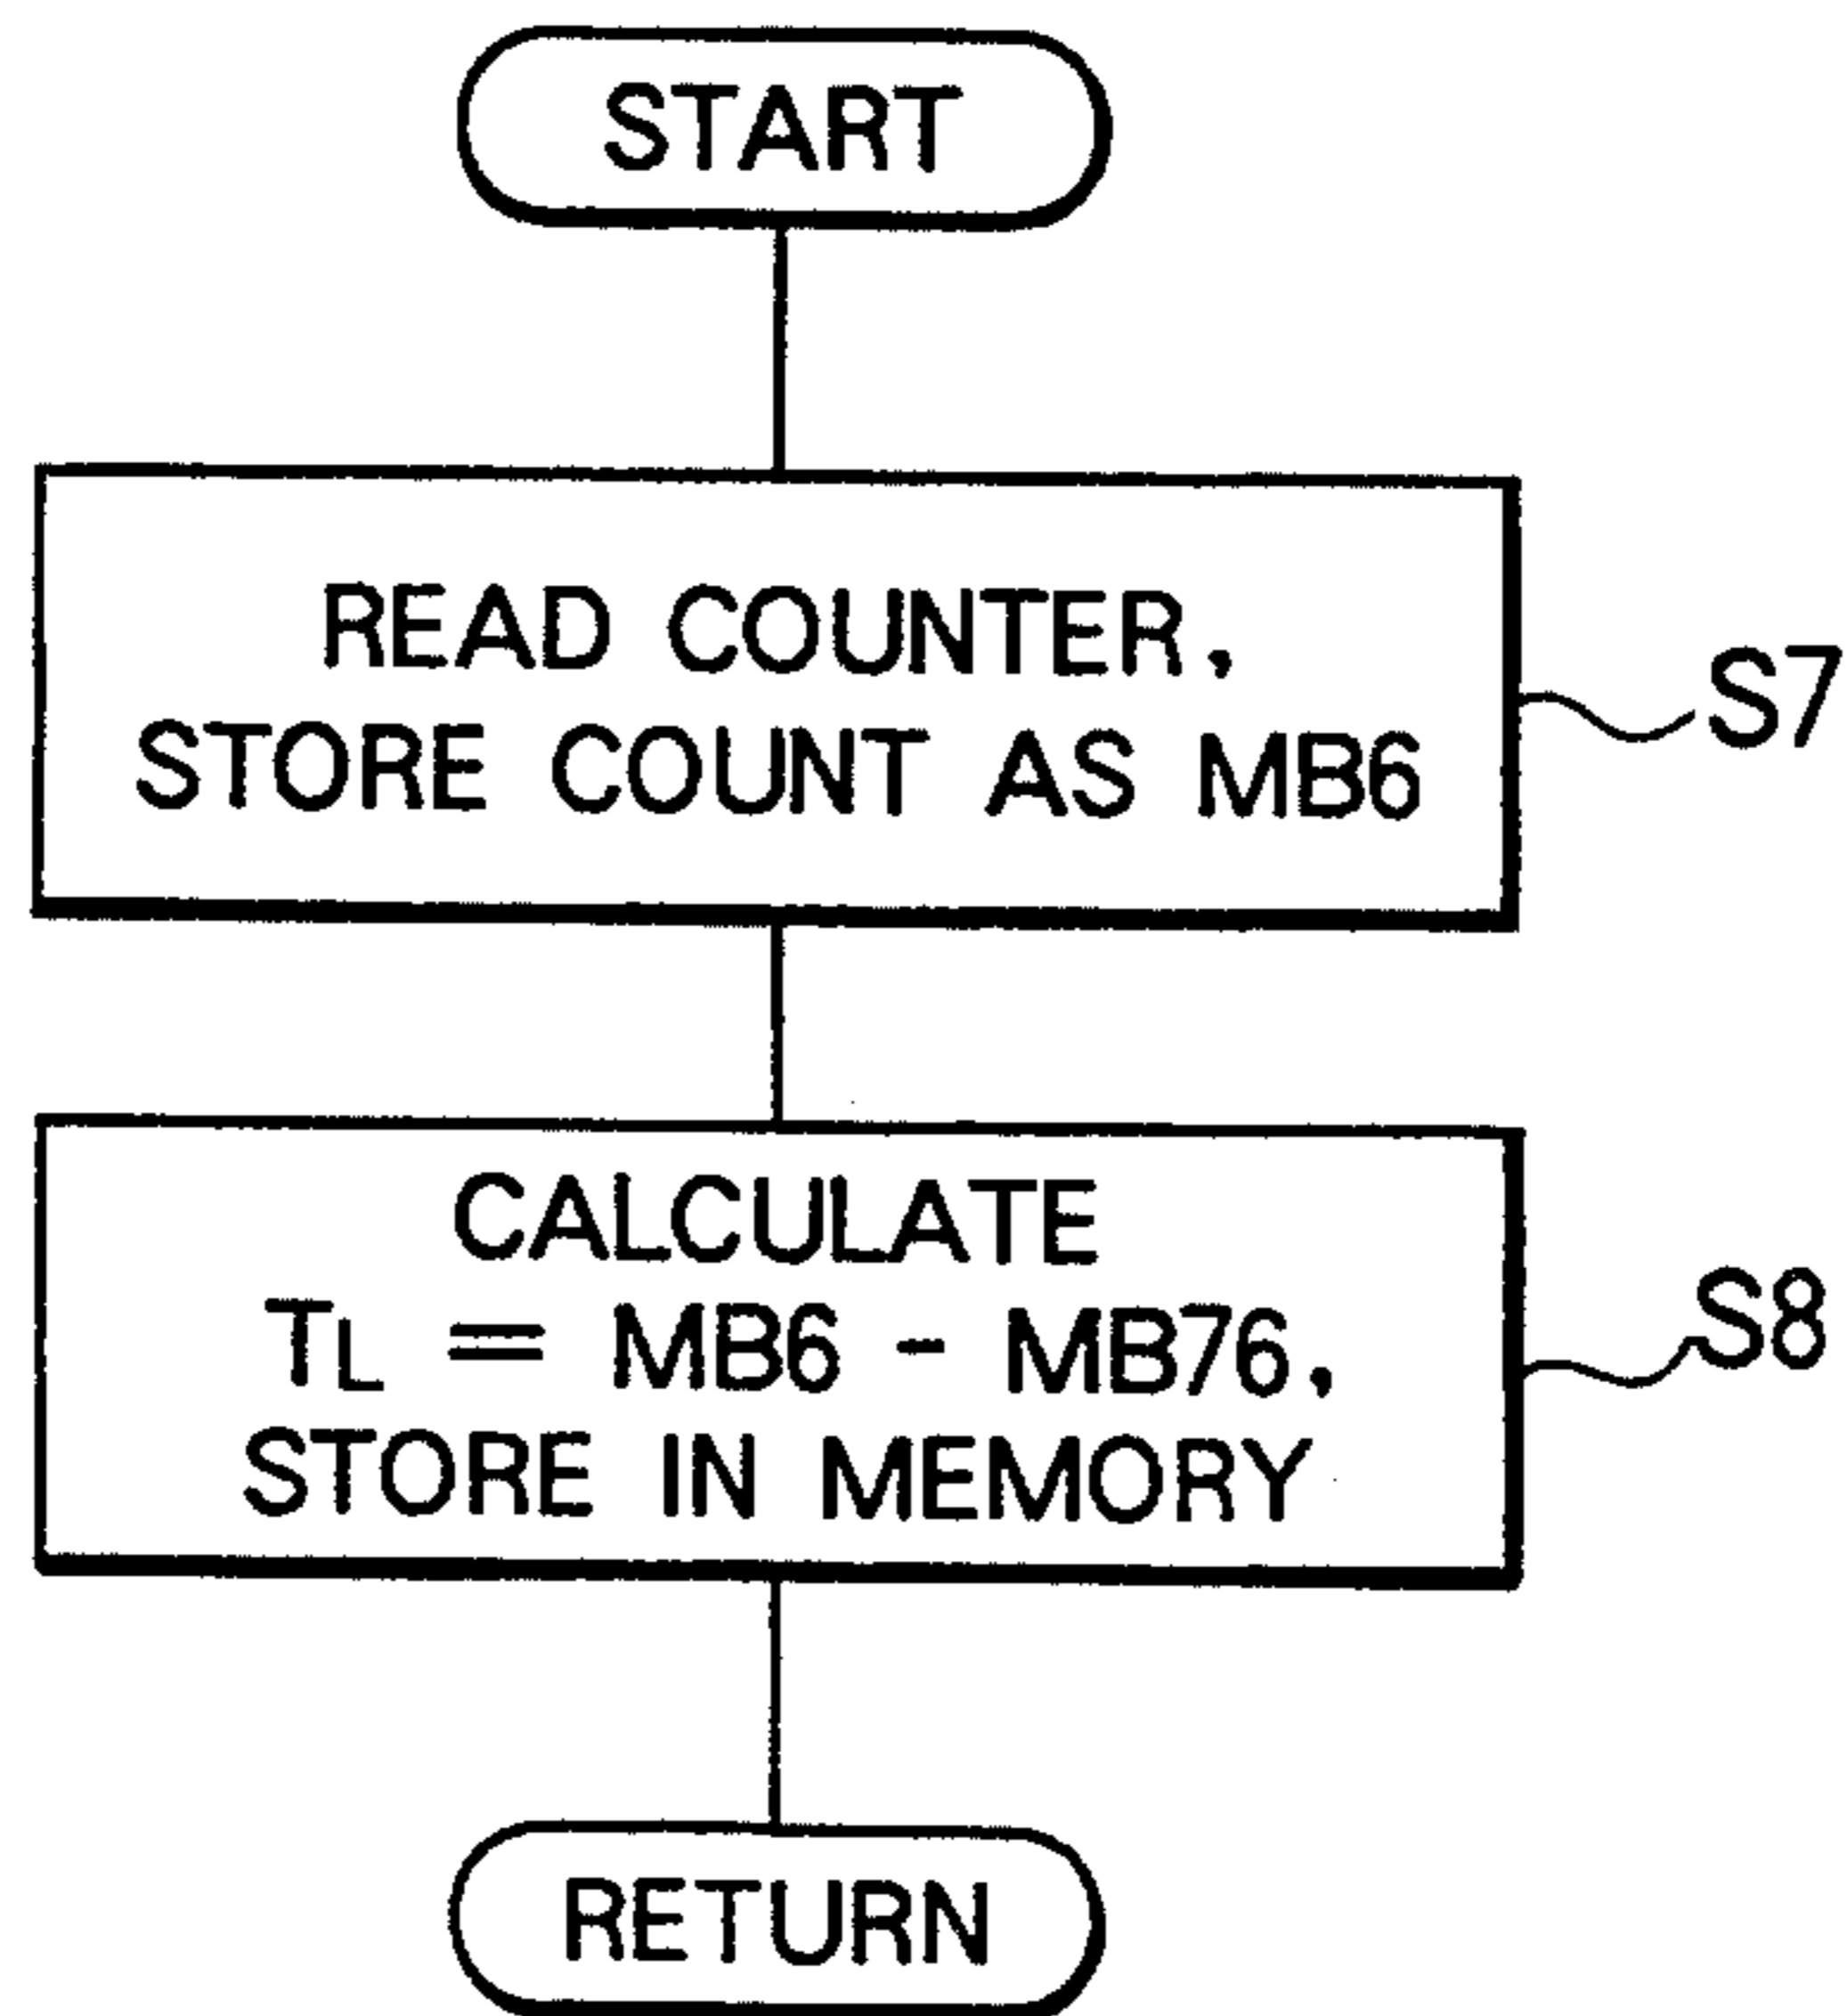 START
READ COUNTER,
STORE COUNT AS MB6
S7
CALCULATE
TL = MB6 - MB76,
STORE IN MEMORY
S8
RETURN